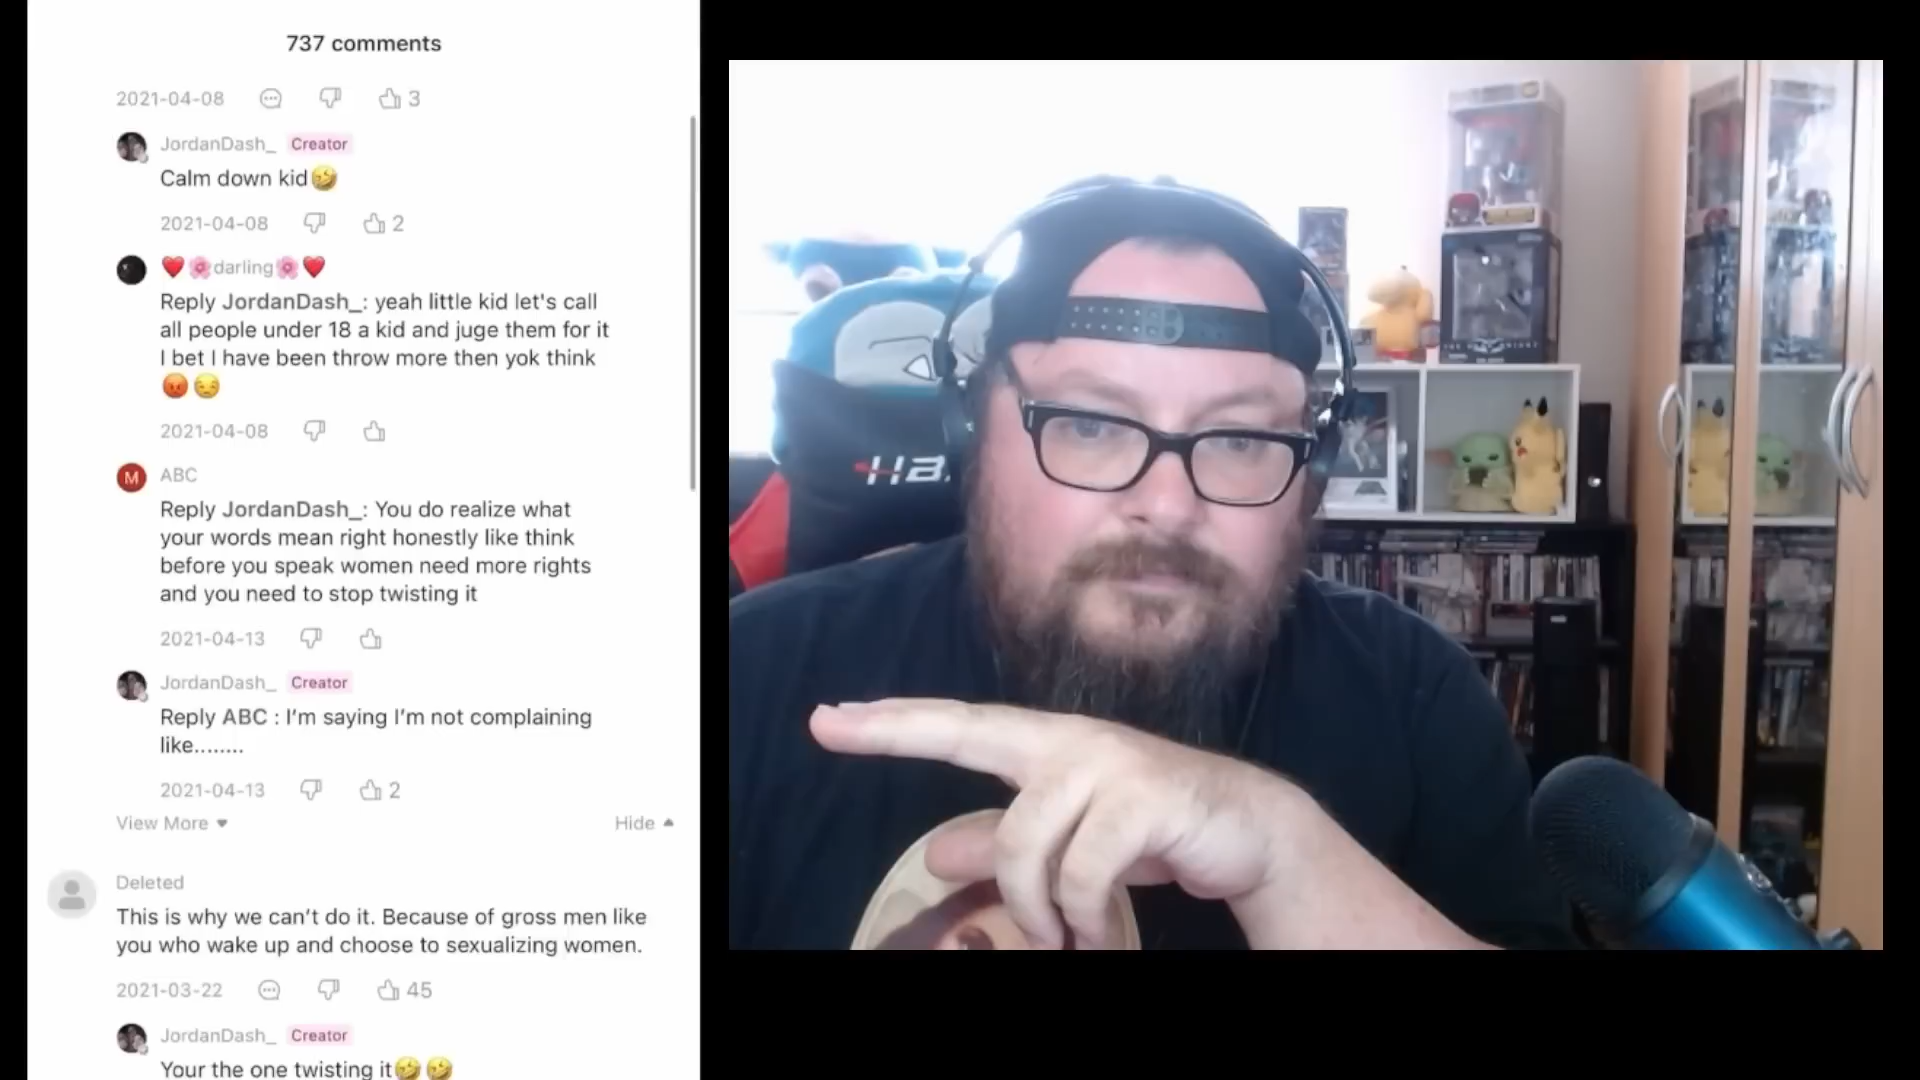 737 comments
2021-04-08 3
JordanDash_ Creator
Calm down kid🤣
2021-04-08 2
❤️🌸darling🌸❤️
Reply JordanDash_: yeah little kid let's call
all people under 18 a kid and juge them for it
I bet I have been throw more then yok think
😡😒
2021-04-08
M ABC
Reply JordanDash_: You do realize what
your words mean right honestly like think
before you speak women need more rights
and you need to stop twisting it
2021-04-13
JordanDash_ Creator
Reply ABC : I'm saying I'm not complaining
like........
2021-04-13 2
View More Hide
Deleted
This is why we can't do it. Because of gross men like
you who wake up and choose to sexualizing women.
2021-03-22 45
JordanDash_ Creator
Your the one twisting it🤣🤣